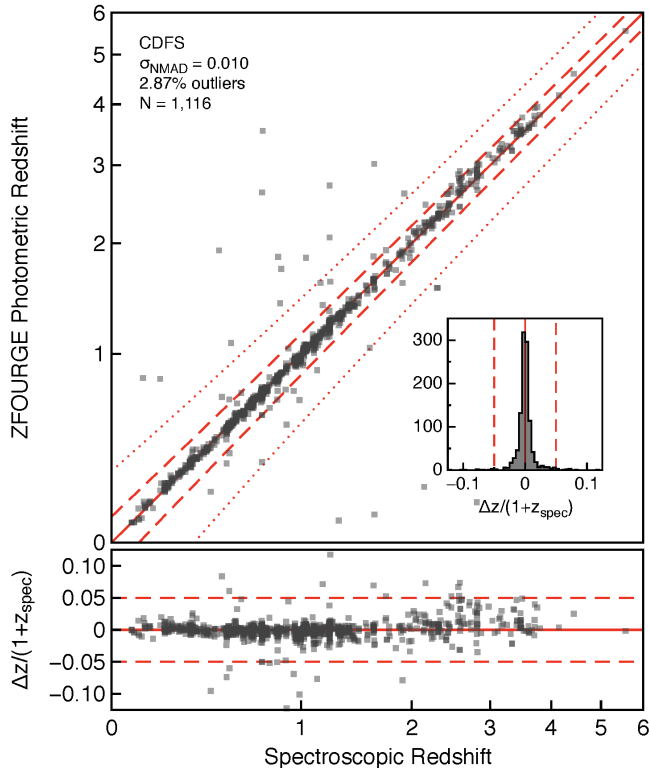 6
5
4
3
2
1
0
ZFOURGE Photometric Redshift
CDFS
σNMAD = 0.010
2.87% outliers
N = 1,116
300
200
100
0
−0.1 0 0.1
Δz/(1+zspec)
0.10
0.05
0
−0.05
−0.10
Δz/(1+zspec)
0 1 2 3 4 5 6
Spectroscopic Redshift